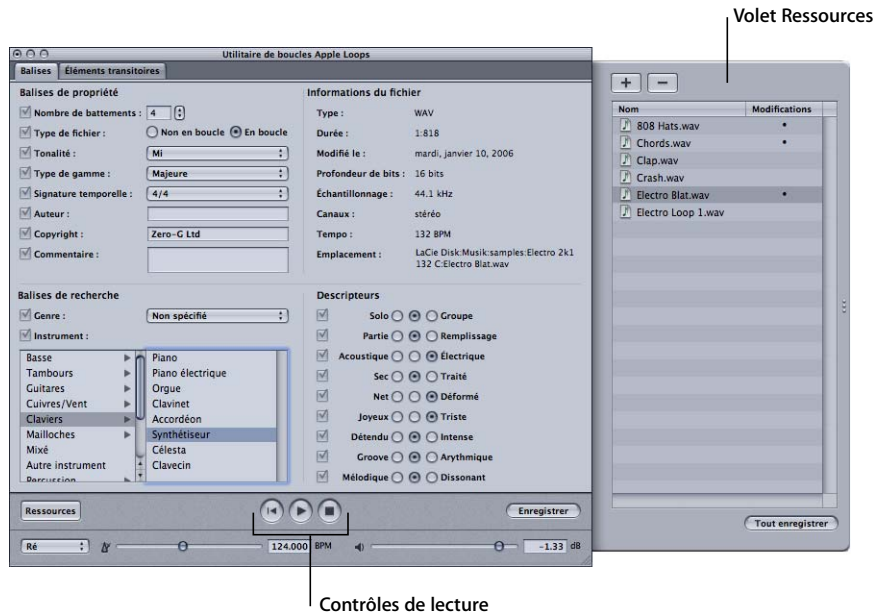 Volet Ressources
Utilitaire de boucles Apple Loops
Balises Éléments transitoires
Balises de propriété
Nombre de battements : 4
Type de fichier : Non en boucle En boucle
Tonalité : Mi
Type de gamme : Majeure
Signature temporelle : 4/4
Auteur :
Copyright : Zero-G Ltd
Commentaire :
Informations du fichier
Type : WAV
Durée : 1:818
Modifié le : mardi, janvier 10, 2006
Profondeur de bits : 16 bits
Échantillonnage : 44.1 kHz
Canaux : stéréo
Tempo : 132 BPM
Emplacement : LaCie Disk:Musik:samples:Electro 2k1
132 C:Electro Blat.wav
Balises de recherche
Genre : Non spécifié
Instrument :
Basse
Tambours
Guitares
Cuivres/Vent
Claviers
Mailloches
Mixé
Autre instrument
Percussion
Piano
Piano électrique
Orgue
Clavinet
Accordéon
Synthétiseur
Célesta
Clavecin
Descripteurs
Solo Groupe
Partie Remplissage
Acoustique Électrique
Sec Traité
Net Déformé
Joyeux Triste
Détendu Intense
Groove Arythmique
Mélodique Dissonant
Ressources
Enregistrer
Ré 124.000 BPM -1.33 dB
Nom Modifications
808 Hats.wav •
Chords.wav •
Clap.wav
Crash.wav
Electro Blat.wav •
Electro Loop 1.wav
Tout enregistrer
Contrôles de lecture